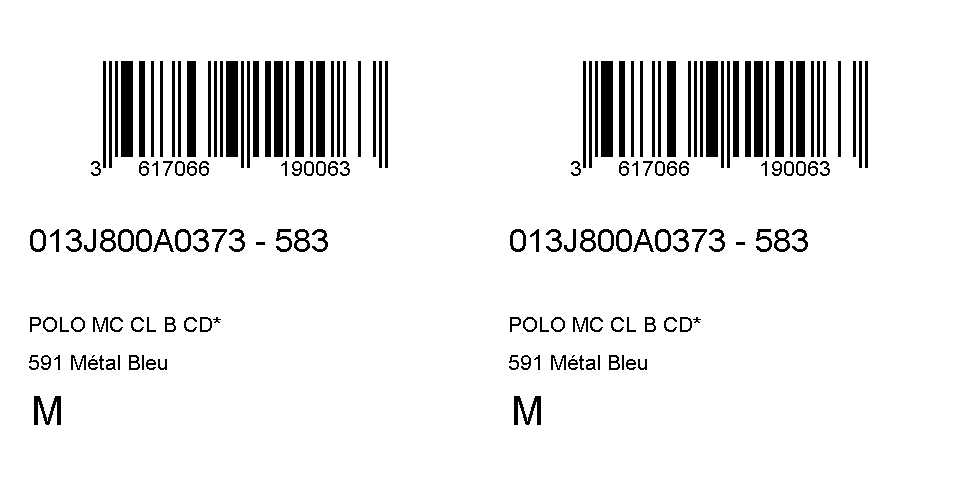 3 617066 190063
013J800A0373 - 583
POLO MC CL B CD*
591 Métal Bleu
M
3 617066 190063
013J800A0373 - 583
POLO MC CL B CD*
591 Métal Bleu
M